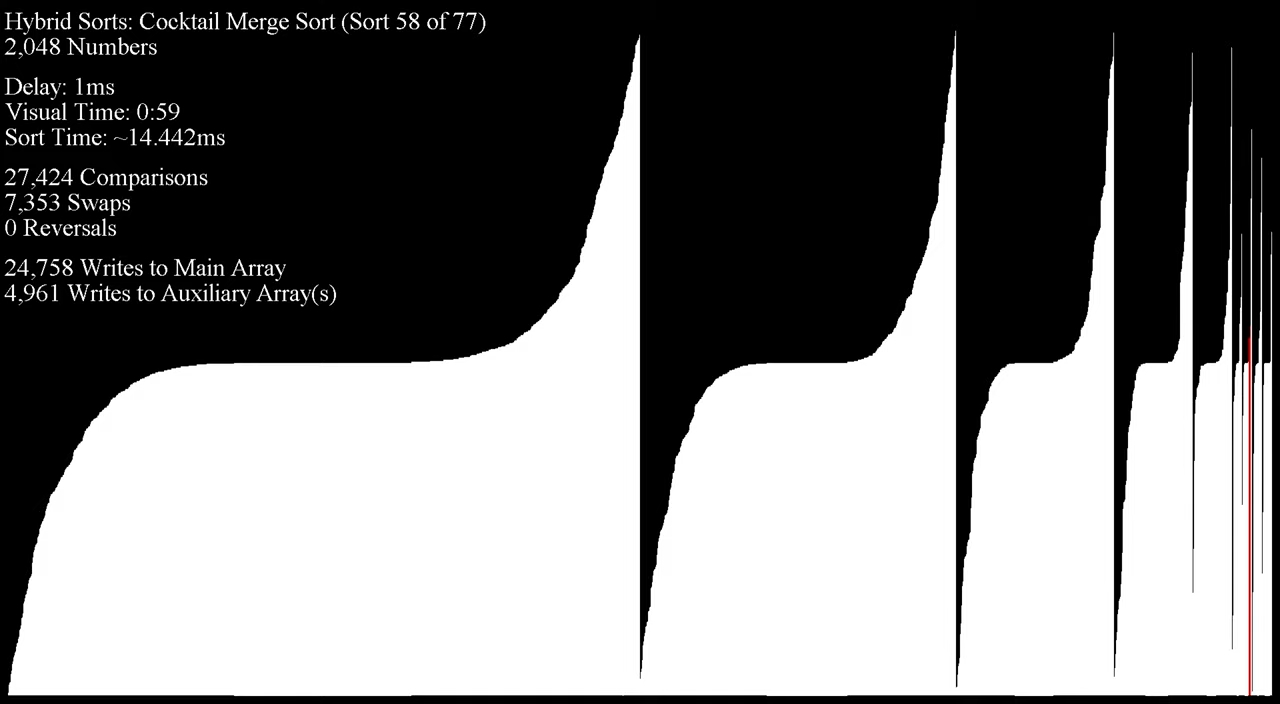 Hybrid Sorts: Cocktail Merge Sort (Sort 58 of 77)
2,048 Numbers
Delay: 1ms
Visual Time: 0:59
Sort Time: ~14.442ms
27,424 Comparisons
7,353 Swaps
0 Reversals
24,758 Writes to Main Array
4,961 Writes to Auxiliary Array(s)